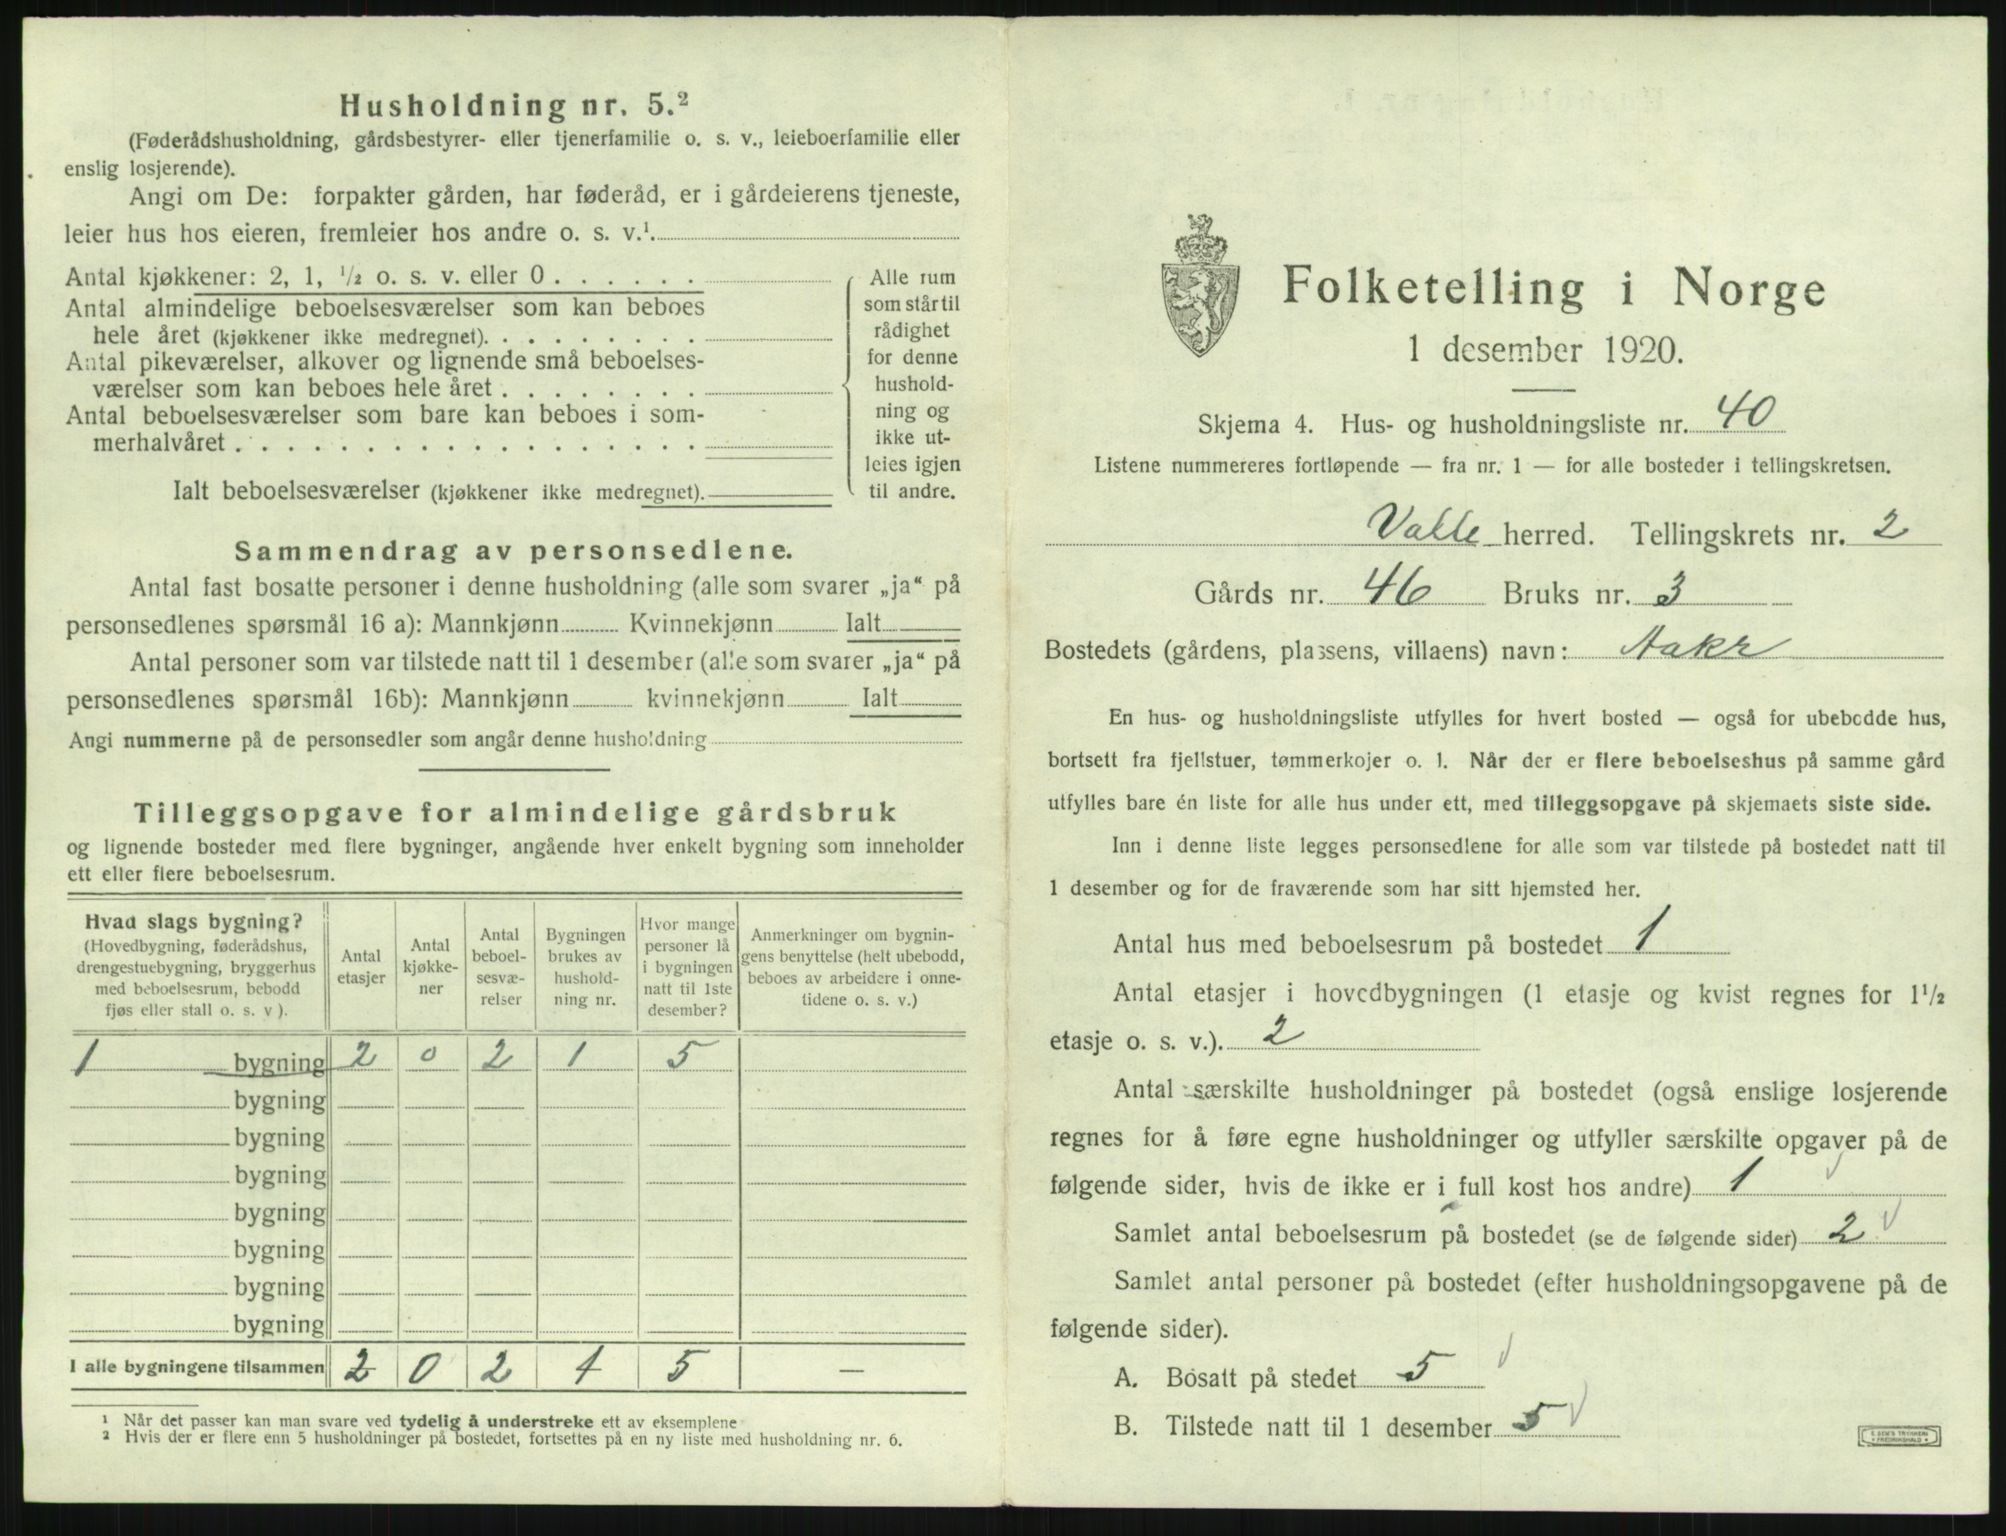 Husholdning nr. 5.²
(Føderådshusholdning, gårdsbestyrer- eller tjenerfamilie o. s. v., leieboerfamilie eller
enslig losjerende).
Angi om De: forpakter gården, har føderåd, er i gårdeierens tjeneste,
leier hus hos eieren, fremleier hos andre o. s. v.¹.
Antal kjøkkener: 2, 1, ½ o. s. v. eller 0 . . . . . .
Antal almindelige beboelsesværelser som kan beboes
hele året (kjøkkener ikke medregnet). . . . . . . . .
Antal pikeværelser, alkover og lignende små beboelses-
værelser som kan beboes hele året . . . . . . . .
Antal beboelsesværelser som bare kan beboes i som-
merhalvåret . . . . . . . . . . . . . . . . .
Ialt beboelsesværelser (kjøkkener ikke medregnet).
Alle rum
som står til
rådighet
for denne
hushold-
ning og
ikke ut-
leies igjen
til andre.
Sammendrag av personsedlene.
Antal fast bosatte personer i denne husholdning (alle som svarer „ja“ på
personsedlenes spørsmål 16 a): Mannkjønn Kvinnekjønn Ialt
Antal personer som var tilstede natt til 1 desember (alle som svarer „ja“ på
personsedlenes spørsmål 16b): Mannkjønn kvinnekjønn Ialt
Angi nummerne på de personsedler som angår denne husholdning
Tilleggsopgave for almindelige gårdsbruk
og lignende bosteder med flere bygninger, angående hver enkelt bygning som inneholder
ett eller flere beboelsesrum.
Hvad slags bygning?
(Hovedbygning, føderådshus,
drengestuebygning, bryggerhus
med beboelsesrum, bebodd
fjøs eller stall o. s. v ).
Antal
etasjer
Antal
kjøkke-
ner
Antal
beboel-
sesvæ-
relser
Bygningen
brukes av
hushold-
ning nr.
Hvor mange
personer lå
i bygningen
natt til 1ste
desember?
Anmerkninger om bygnin-
gens benyttelse (helt ubebodd,
beboes av arbeidere i onne-
tidene o. s. v.)
1 bygning 2 0 2 1 5
bygning
bygning
bygning
bygning
bygning
bygning
bygning
I alle bygningene tilsammen 2 0 2 1 5 —
¹ Når det passer kan man svare ved tydelig å understreke ett av eksemplene
² Hvis der er flere enn 5 husholdninger på bostedet, fortsettes på en ny liste med husholdning nr. 6.
Folketelling i Norge
1 desember 1920.
Skjema 4. Hus- og husholdningsliste nr. 40
Listene nummereres fortløpende — fra nr. 1 — for alle bosteder i tellingskretsen.
Valle herred. Tellingskrets nr. 2
Gårds nr. 46 Bruks nr. 3
Bostedets (gårdens, plassens, villaens) navn: Aakr
En hus- og husholdningsliste utfylles for hvert bosted — også for ubebodde hus,
bortsett fra fjellstuer, tømmerkojer o. l. Når der er flere beboelseshus på samme gård
utfylles bare én liste for alle hus under ett, med tilleggsopgave på skjemaets siste side.
Inn i denne liste legges personsedlene for alle som var tilstede på bostedet natt til
1 desember og for de fraværende som har sitt hjemsted her.
Antal hus med beboelsesrum på bostedet 1
Antal etasjer i hovedbygningen (1 etasje og kvist regnes for 1½
etasje o. s. v.). 2
Antal særskilte husholdninger på bostedet (også enslige losjerende
regnes for å føre egne husholdninger og utfyller særskilte opgaver på de
følgende sider, hvis de ikke er i full kost hos andre) 1
Samlet antal beboelsesrum på bostedet (se de følgende sider) 2
Samlet antal personer på bostedet (efter husholdningsopgavene på de
følgende sider).
A. Bosatt på stedet 5
B. Tilstede natt til 1 desember 5
E. SEM'S TRYKKERI
FREDRIKSHALD